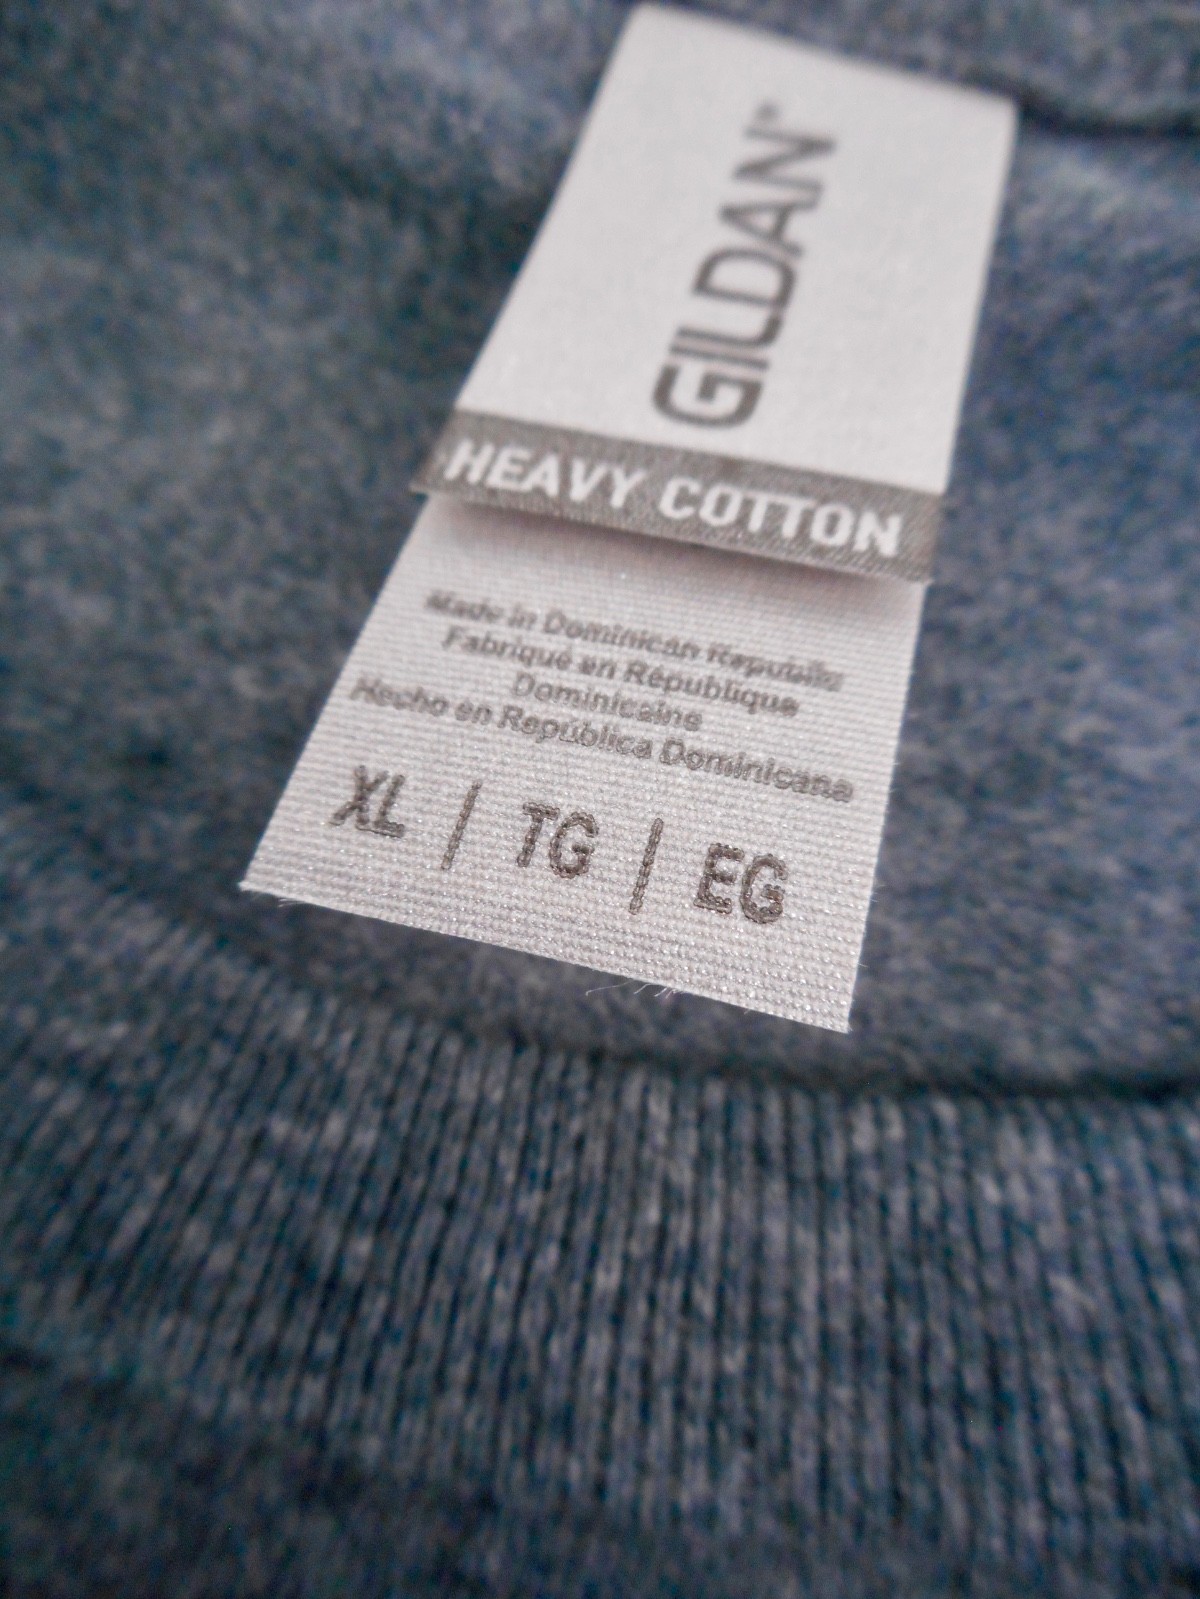 GILDAN®
HEAVY COTTON
Made in Dominican Republic
Fabriqué en République
Dominicaine
Hecho en República Dominicana
XL | TG | EG